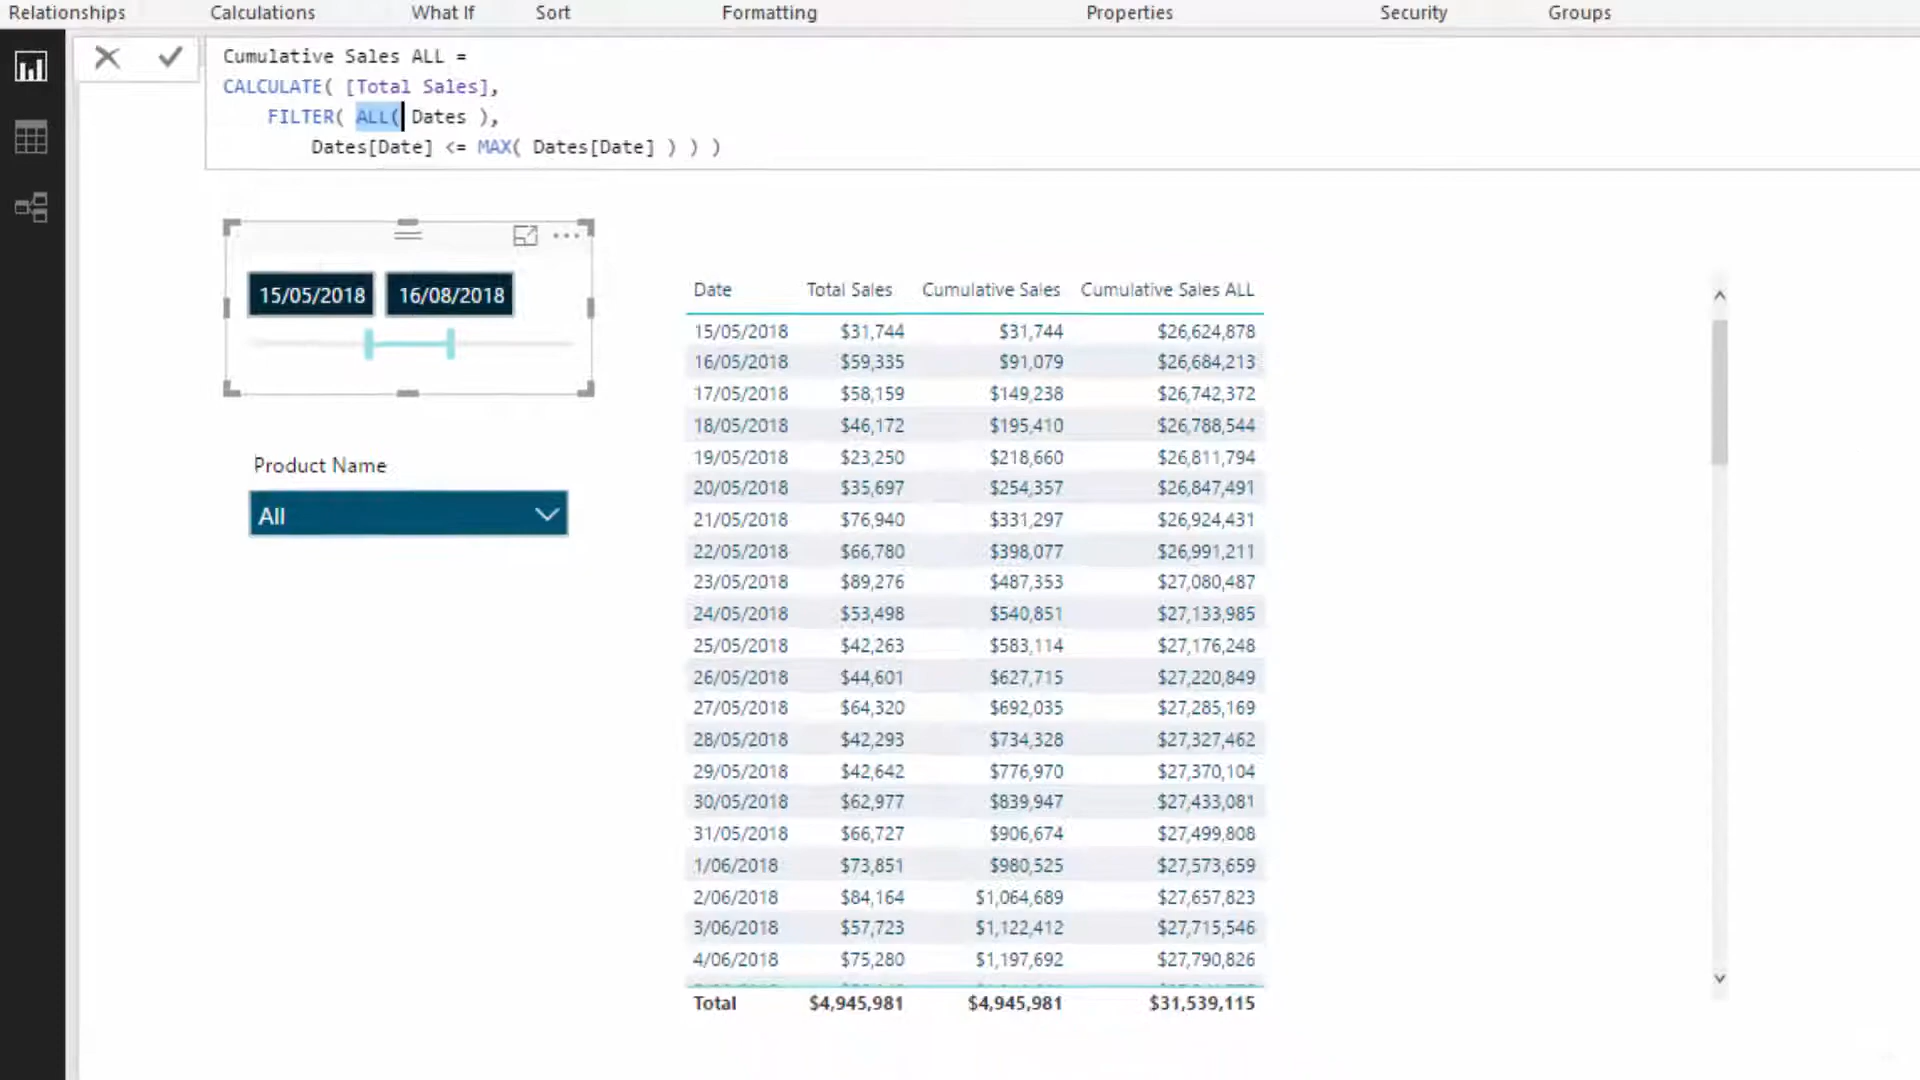 Relationships Calculations What If Sort Formatting Properties Security Groups
Cumulative Sales ALL =
CALCULATE( [Total Sales],
FILTER( ALL( Dates ),
Dates[Date] <= MAX( Dates[Date] ) ) )
15/05/2018 16/08/2018
Product Name
All
Date Total Sales Cumulative Sales Cumulative Sales ALL
15/05/2018 $31,744 $31,744 $26,624,878
16/05/2018 $59,335 $91,079 $26,684,213
17/05/2018 $58,159 $149,238 $26,742,372
18/05/2018 $46,172 $195,410 $26,788,544
19/05/2018 $23,250 $218,660 $26,811,794
20/05/2018 $35,697 $254,357 $26,847,491
21/05/2018 $76,940 $331,297 $26,924,431
22/05/2018 $66,780 $398,077 $26,991,211
23/05/2018 $89,276 $487,353 $27,080,487
24/05/2018 $53,498 $540,851 $27,133,985
25/05/2018 $42,263 $583,114 $27,176,248
26/05/2018 $44,601 $627,715 $27,220,849
27/05/2018 $64,320 $692,035 $27,285,169
28/05/2018 $42,293 $734,328 $27,327,462
29/05/2018 $42,642 $776,970 $27,370,104
30/05/2018 $62,977 $839,947 $27,433,081
31/05/2018 $66,727 $906,674 $27,499,808
1/06/2018 $73,851 $980,525 $27,573,659
2/06/2018 $84,164 $1,064,689 $27,657,823
3/06/2018 $57,723 $1,122,412 $27,715,546
4/06/2018 $75,280 $1,197,692 $27,790,826
Total $4,945,981 $4,945,981 $31,539,115